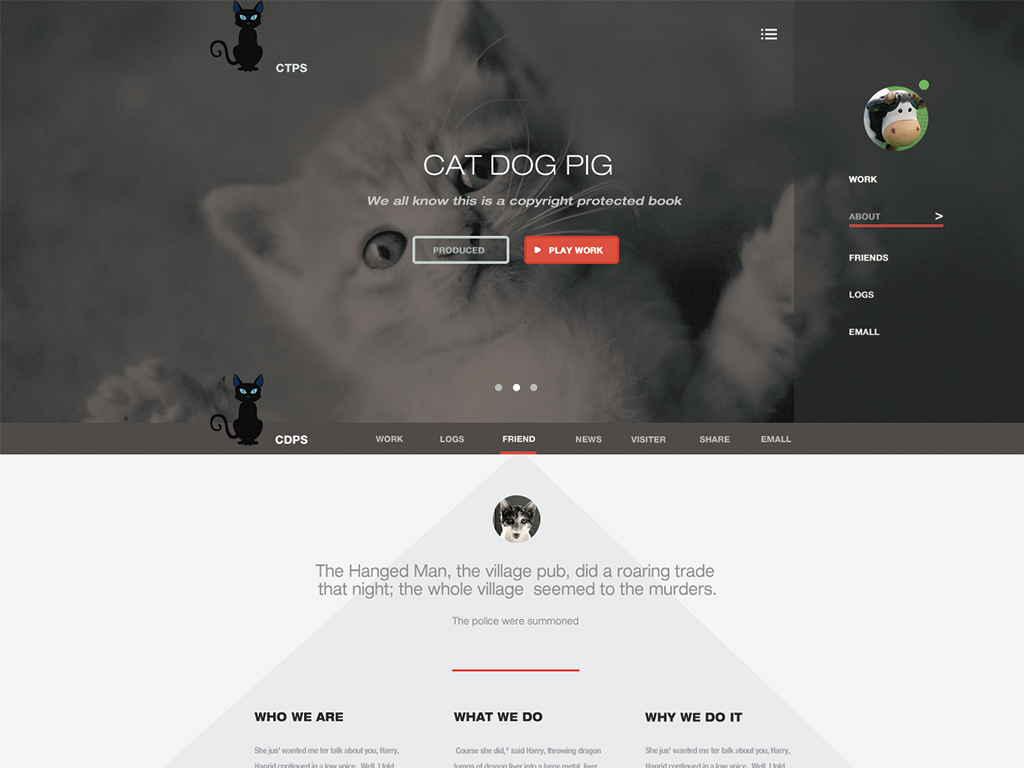 CTPS
CAT DOG PIG
We all know this is a copyright protected book
PRODUCED
PLAY WORK
WORK
ABOUT >
FRIENDS
LOGS
EMALL
CDPS
WORK LOGS FRIEND NEWS VISITER SHARE EMALL
The Hanged Man, the village pub, did a roaring trade
that night; the whole village seemed to the murders.
The police were summoned
WHO WE ARE
She jus' wanted me ter talk about you, Harry,
Hagrid continued in a low voice. Well, I told
WHAT WE DO
Course she did," said Harry, throwing dragon
lumps of dragon liver into a large metal liver
WHY WE DO IT
She jus' wanted me ter talk about you, Harry,
Hagrid continued in a low voice. Well, I told